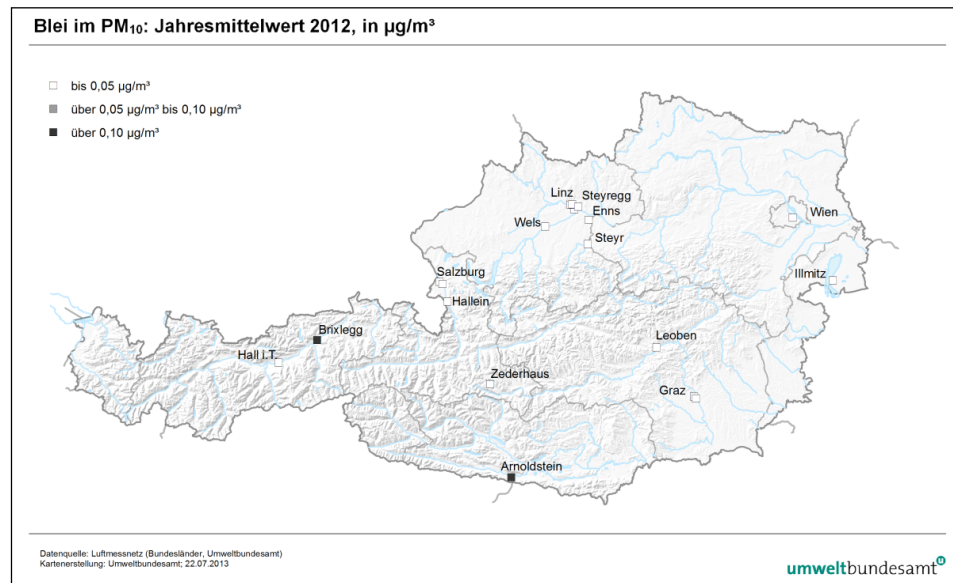 Blei im PM₁₀: Jahresmittelwert 2012, in µg/m³
bis 0,05 µg/m³
über 0,05 µg/m³ bis 0,10 µg/m³
über 0,10 µg/m³
Linz
Steyregg
Enns
Wels
Wien
Steyr
Salzburg
Illmitz
Hallein
Brixlegg
Leoben
Hall i.T.
Zederhaus
Graz
Arnoldstein
Datenquelle: Luftmessnetz (Bundesländer, Umweltbundesamt)
Kartenerstellung: Umweltbundesamt; 22.07.2013
umweltbundesamt u